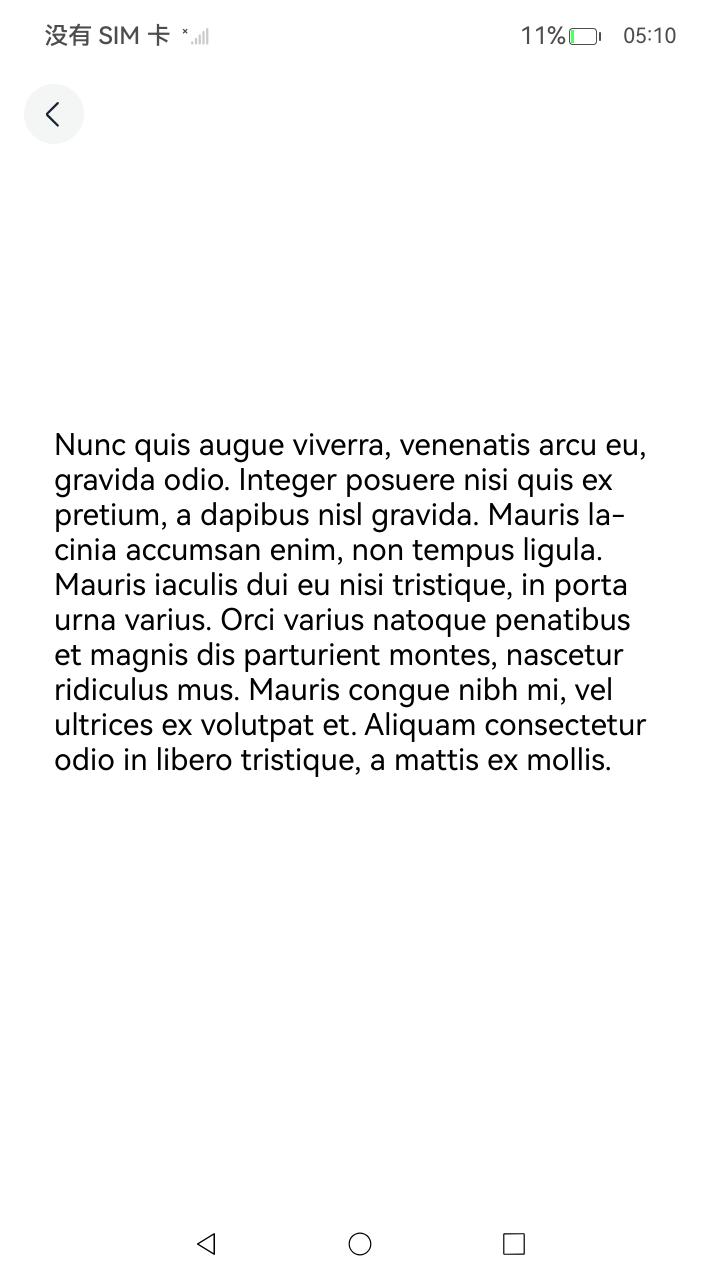 没有 SIM 卡 11% 05:10
Nunc quis augue viverra, venenatis arcu eu,
gravida odio. Integer posuere nisi quis ex
pretium, a dapibus nisl gravida. Mauris la-
cinia accumsan enim, non tempus ligula.
Mauris iaculis dui eu nisi tristique, in porta
urna varius. Orci varius natoque penatibus
et magnis dis parturient montes, nascetur
ridiculus mus. Mauris congue nibh mi, vel
ultrices ex volutpat et. Aliquam consectetur
odio in libero tristique, a mattis ex mollis.